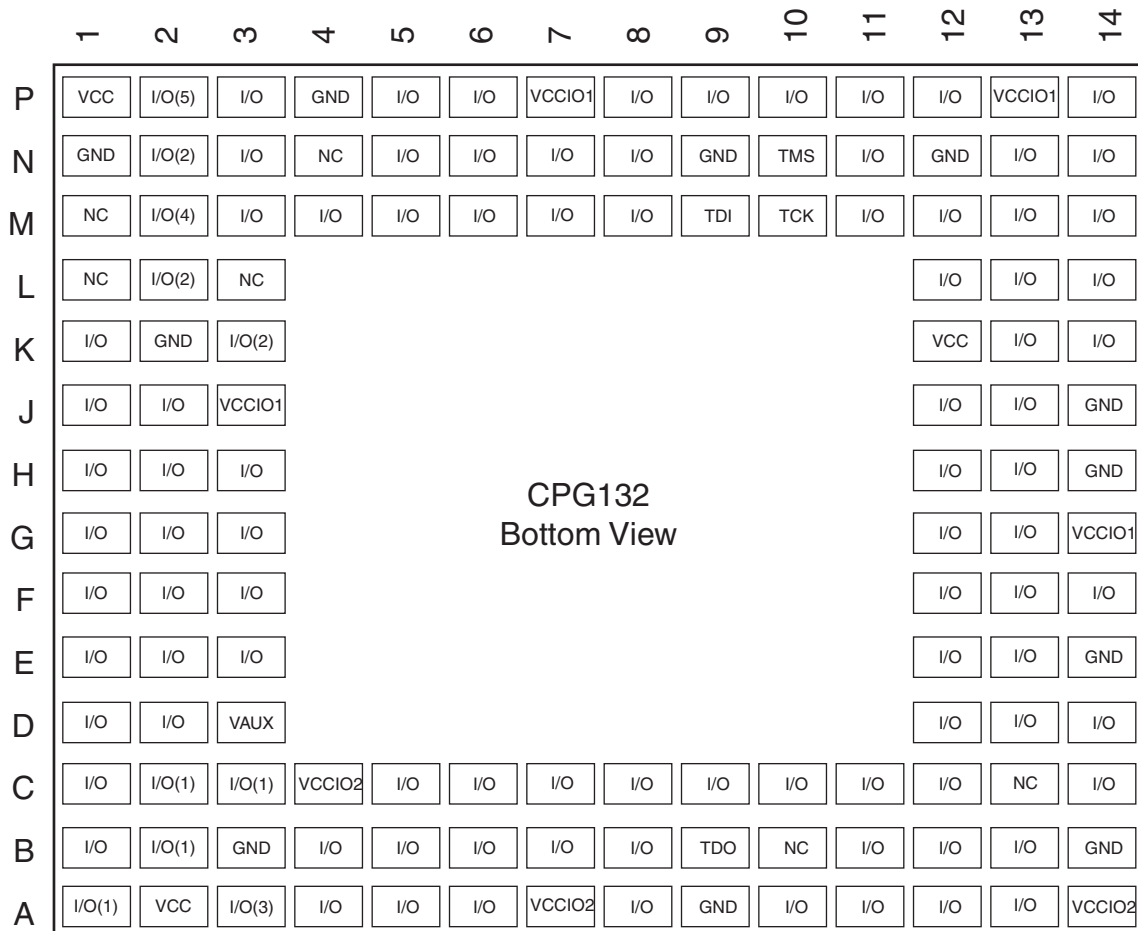 1 2 3 4 5 6 7 8 9 10 11 12 13 14
P VCC I/O(5) I/O GND I/O I/O VCCIO1 I/O I/O I/O I/O I/O VCCIO1 I/O
N GND I/O(2) I/O NC I/O I/O I/O I/O GND TMS I/O GND I/O I/O
M NC I/O(4) I/O I/O I/O I/O I/O I/O TDI TCK I/O I/O I/O I/O
L NC I/O(2) NC I/O I/O I/O
K I/O GND I/O(2) VCC I/O I/O
J I/O I/O VCCIO1 I/O I/O GND
H I/O I/O I/O I/O I/O GND
CPG132
Bottom View
G I/O I/O I/O I/O I/O VCCIO1
F I/O I/O I/O I/O I/O I/O
E I/O I/O I/O I/O I/O GND
D I/O I/O VAUX I/O I/O I/O
C I/O I/O(1) I/O(1) VCCIO2 I/O I/O I/O I/O I/O I/O I/O I/O NC I/O
B I/O I/O(1) GND I/O I/O I/O I/O I/O TDO NC I/O I/O I/O GND
A I/O(1) VCC I/O(3) I/O I/O I/O VCCIO2 I/O GND I/O I/O I/O I/O VCCIO2